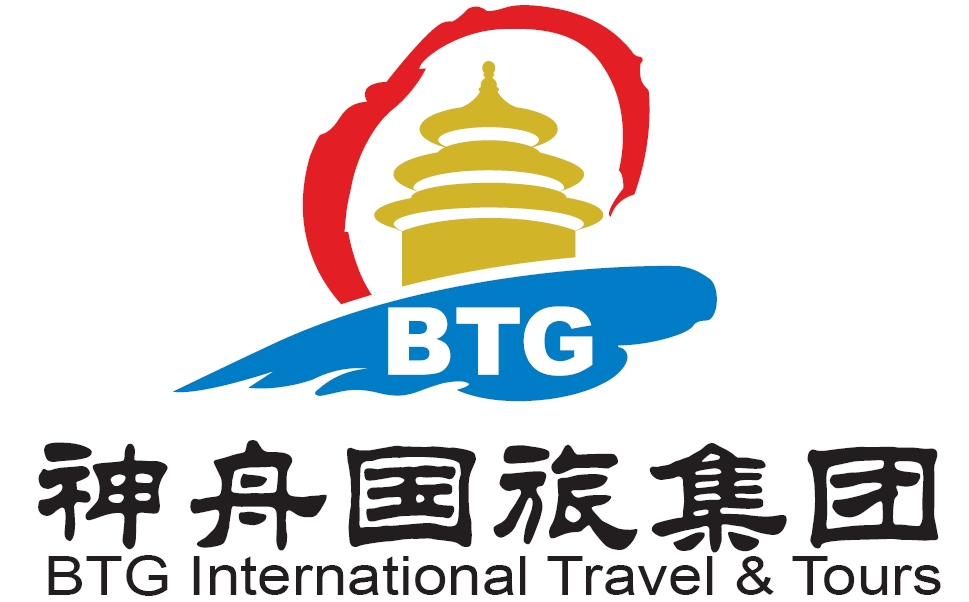 BTG
神舟国旅集团
BTG International Travel & Tours